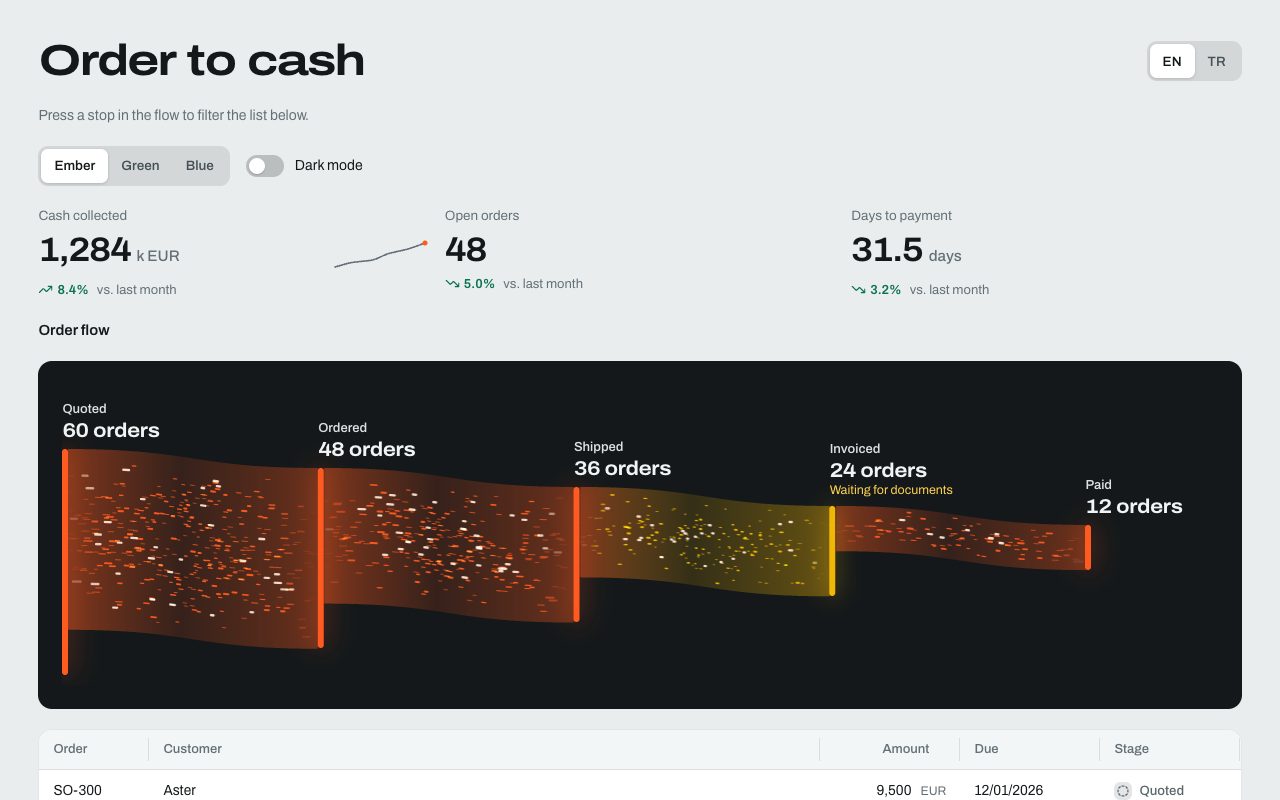 Order to cash
EN TR
Press a stop in the flow to filter the list below.
Ember Green Blue Dark mode
Cash collected
1,284 k EUR
8.4% vs. last month
Open orders
48
5.0% vs. last month
Days to payment
31.5 days
3.2% vs. last month
Order flow
Quoted
60 orders
Ordered
48 orders
Shipped
36 orders
Invoiced
24 orders
Waiting for documents
Paid
12 orders
Order Customer Amount Due Stage
SO-300 Aster 9,500 EUR 12/01/2026 Quoted